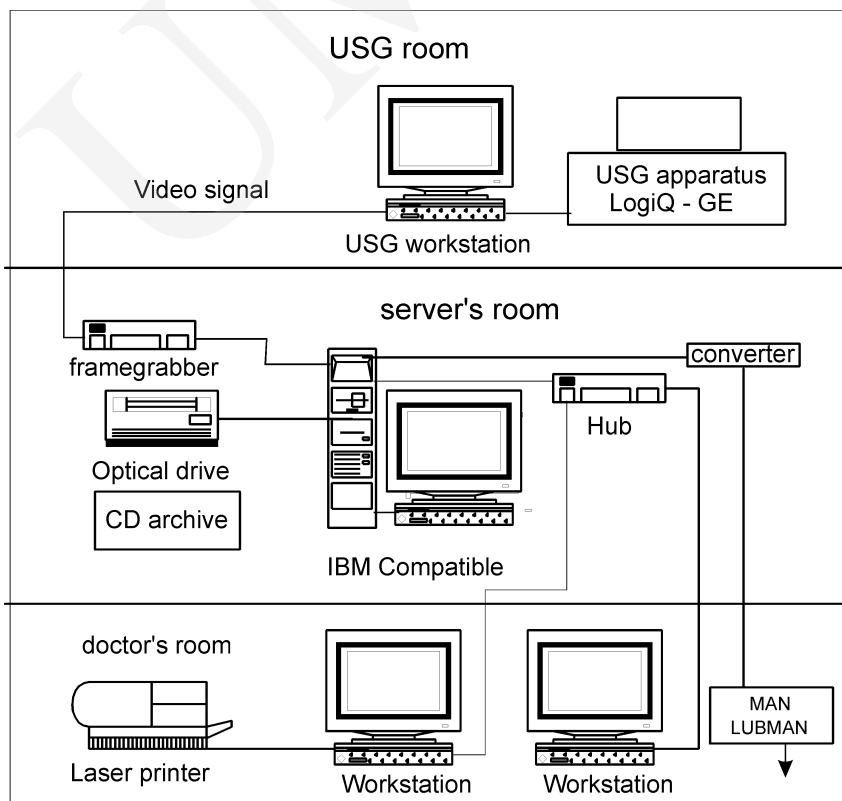 USG room
USG apparatus
LogiQ - GE
Video signal
USG workstation
server's room
converter
framegrabber
Hub
Optical drive
CD archive
IBM Compatible
doctor's room
MAN
LUBMAN
Laser printer
Workstation
Workstation